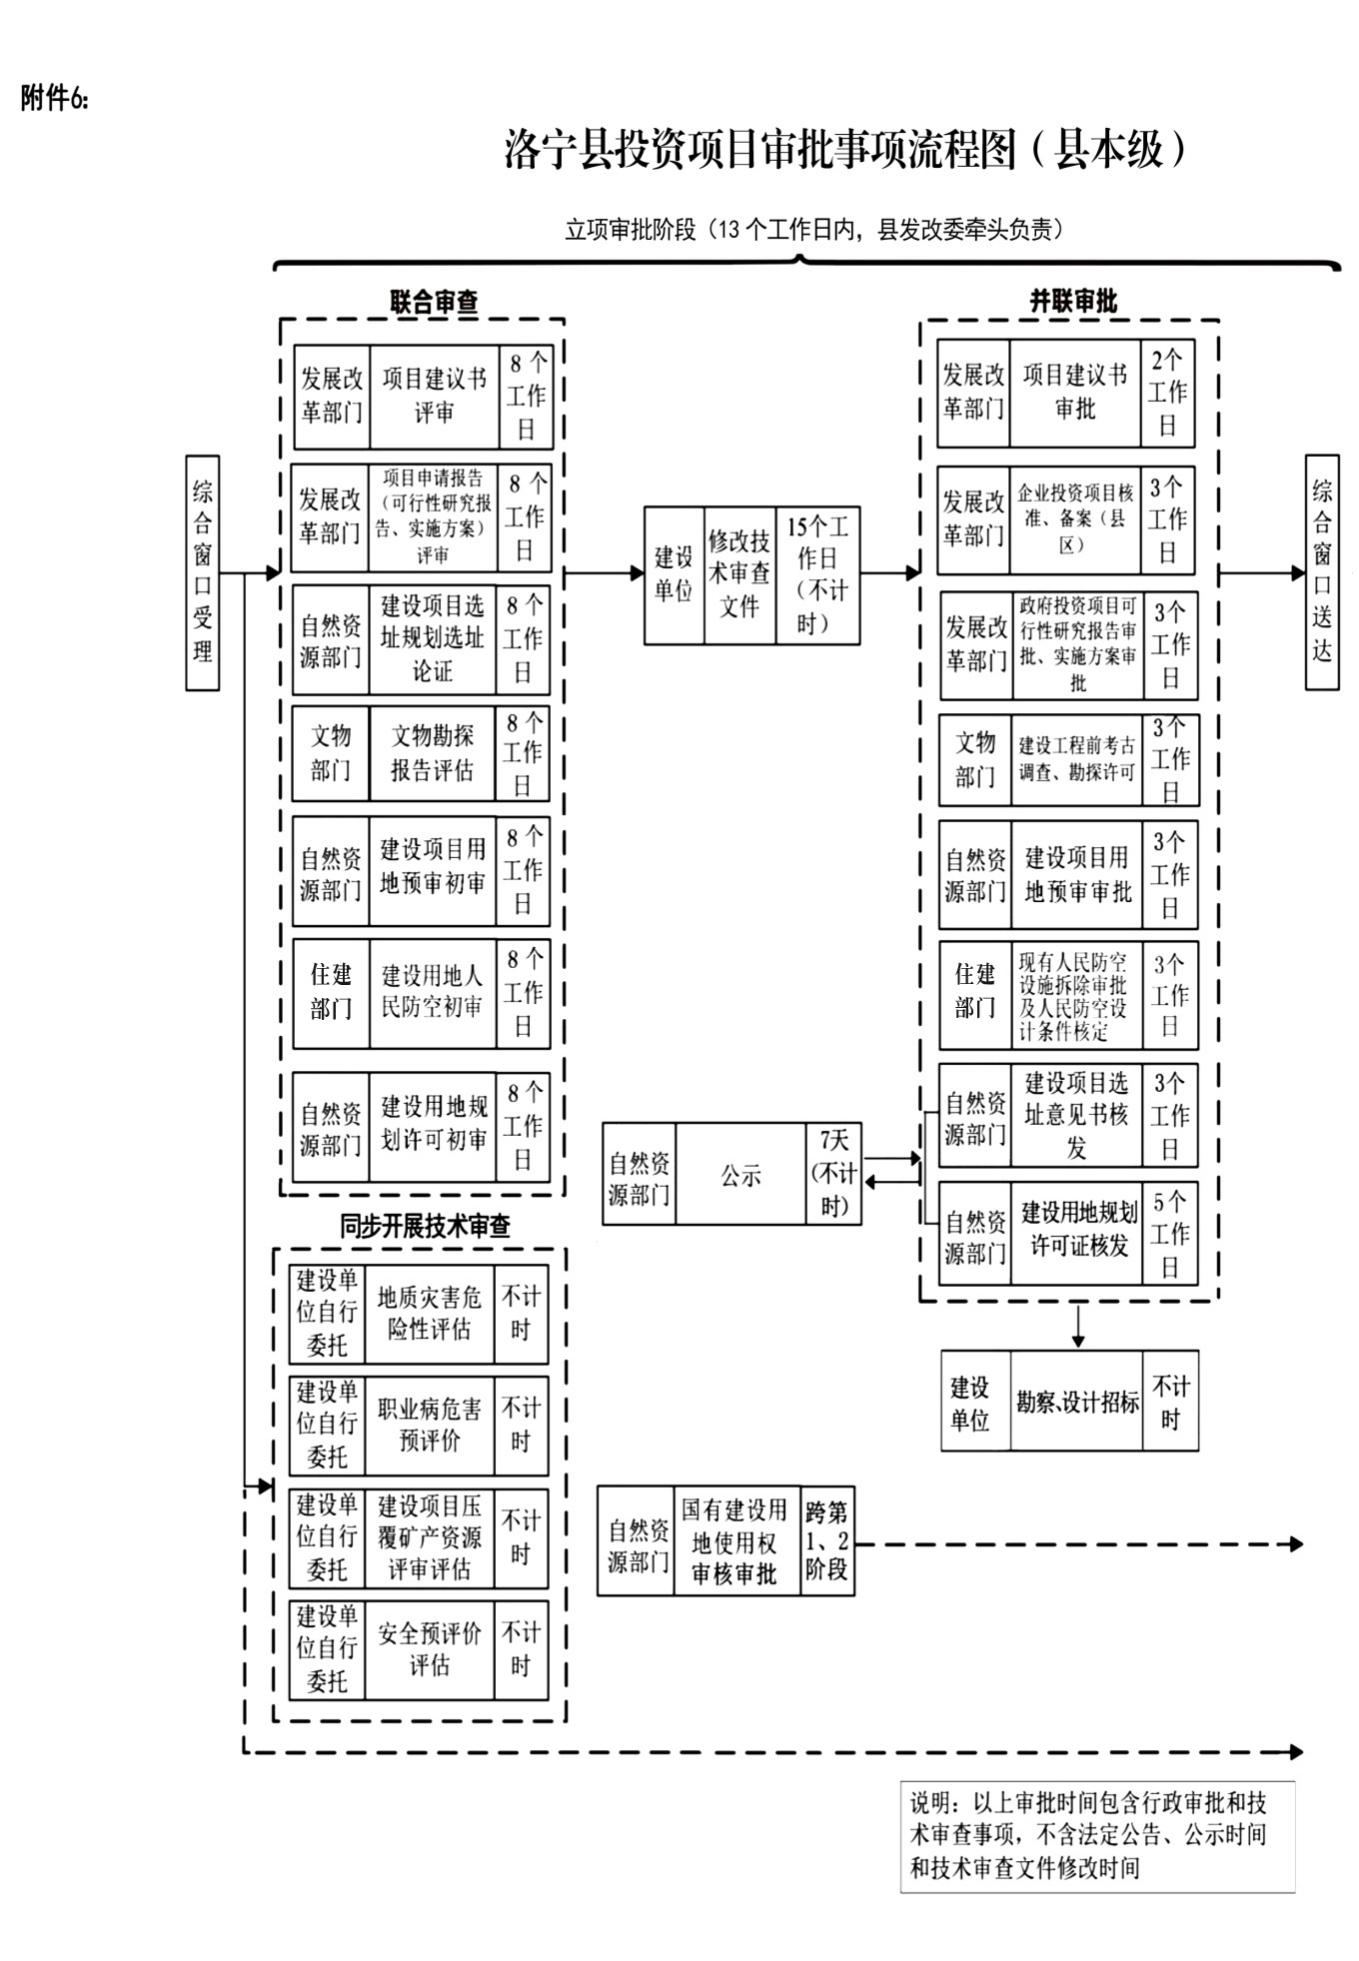 附件6:
洛宁县投资项目审批事项流程图（县本级）
立项审批阶段（13 个工作日内，县发改委牵头负责）
联合审查
发展改
革部门
项目建议书
评审
8 个
工作
日
发展改
革部门
项目申请报告
（可行性研究报
告、实施方案）
评审
8 个
工作
日
自然资
源部门
建设项目选
址规划选址
论证
8 个
工作
日
文物
部门
文物勘探
报告评估
8 个
工作
日
自然资
源部门
建设项目用
地预审初审
8 个
工作
日
住建
部门
建设用地人
民防空初审
8 个
工作
日
自然资
源部门
建设用地规
划许可初审
8 个
工作
日
综
合
窗
口
受
理
建设
单位
修改技
术审查
文件
15个工
作日
（不计
时）
并联审批
发展改
革部门
项目建议书
审批
2个
工作
日
发展改
革部门
企业投资项目核
准、备案（县
区）
3个
工作
日
发展改
革部门
政府投资项目可
行性研究报告审
批、实施方案审
批
3个
工作
日
文物
部门
建设工程前考古
调查、勘探许可
3个
工作
日
自然资
源部门
建设项目用
地预审审批
3个
工作
日
住建
部门
现有人民防空
设施拆除审批
及人民防空设
计条件核定
3个
工作
日
自然资
源部门
建设项目选
址意见书核
发
3个
工作
日
自然资
源部门
建设用地规划
许可证核发
5个
工作
日
综
合
窗
口
送
达
自然资
源部门
公示
7天
(不计
时)
建设
单位
勘察、设计招标
不计
时
同步开展技术审查
建设单
位自行
委托
地质灾害危
险性评估
不计
时
建设单
位自行
委托
职业病危害
预评价
不计
时
建设单
位自行
委托
建设项目压
覆矿产资源
评审评估
不计
时
建设单
位自行
委托
安全预评价
评估
不计
时
自然资
源部门
国有建设用
地使用权
审核审批
跨第
1、2
阶段
说明：以上审批时间包含行政审批和技
术审查事项，不含法定公告、公示时间
和技术审查文件修改时间